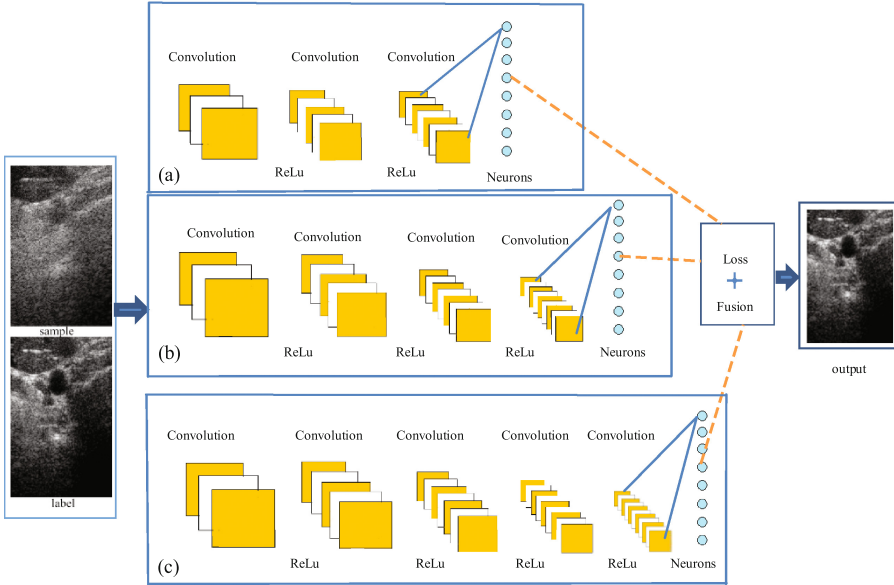 Convolution Convolution Convolution
ReLu ReLu
(a) Neurons
Convolution Convolution Convolution Convolution
ReLu ReLu ReLu Neurons
(b)
Convolution Convolution Convolution Convolution Convolution
ReLu ReLu ReLu ReLu Neurons
(c)
sample
label
Loss
+
Fusion
output